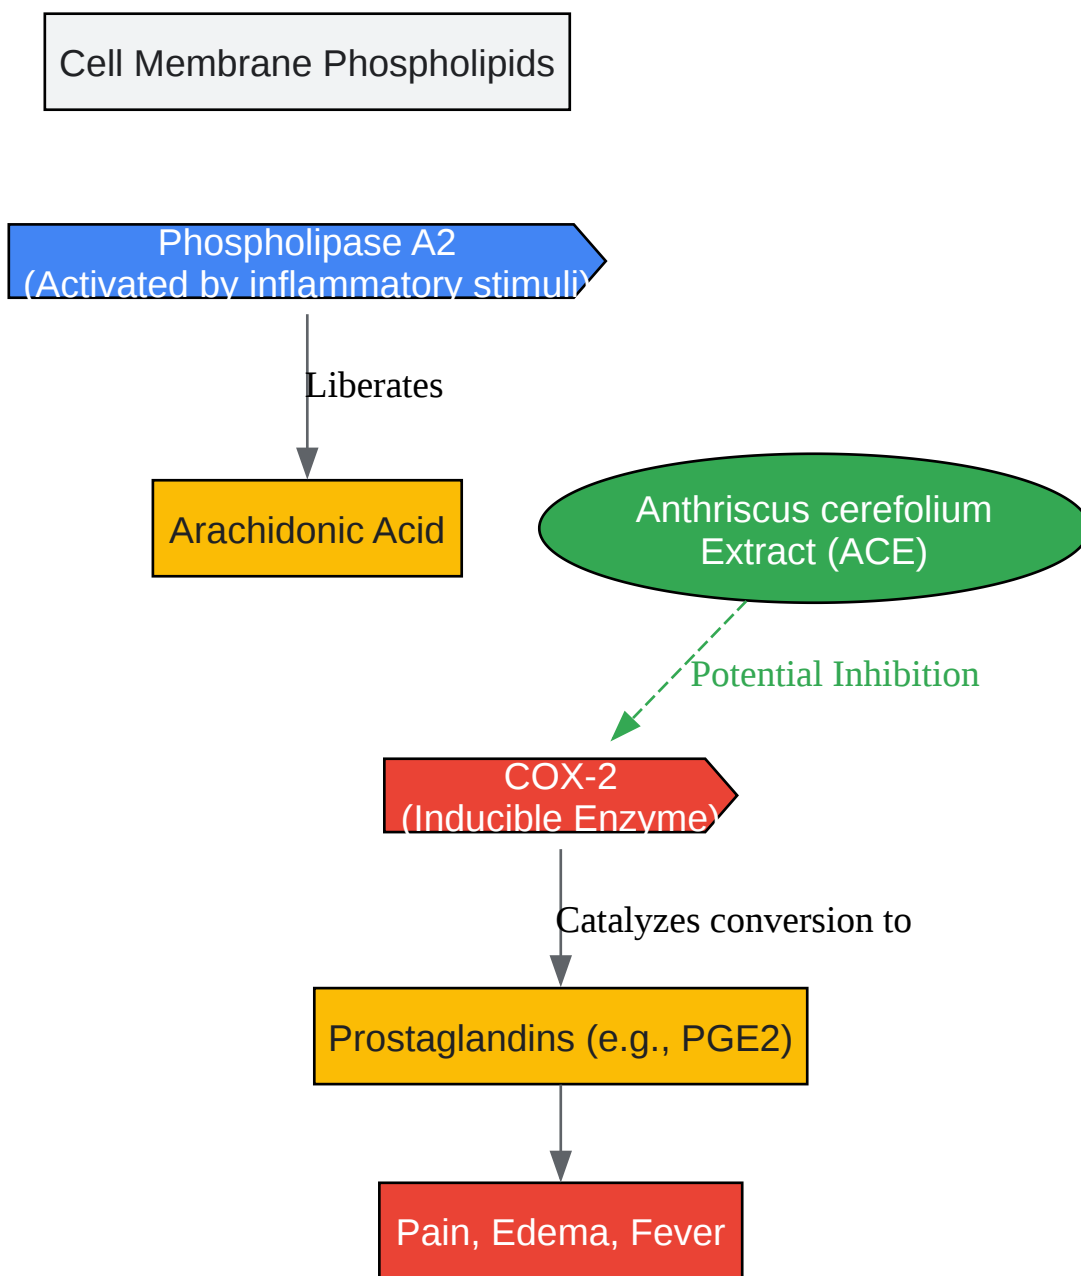 Cell Membrane Phospholipids
Phospholipase A2
(Activated by inflammatory stimuli)
Liberates
Arachidonic Acid
Anthriscus cerefolium
Extract (ACE)
Potential Inhibition
COX-2
(Inducible Enzyme)
Catalyzes conversion to
Prostaglandins (e.g., PGE2)
Pain, Edema, Fever